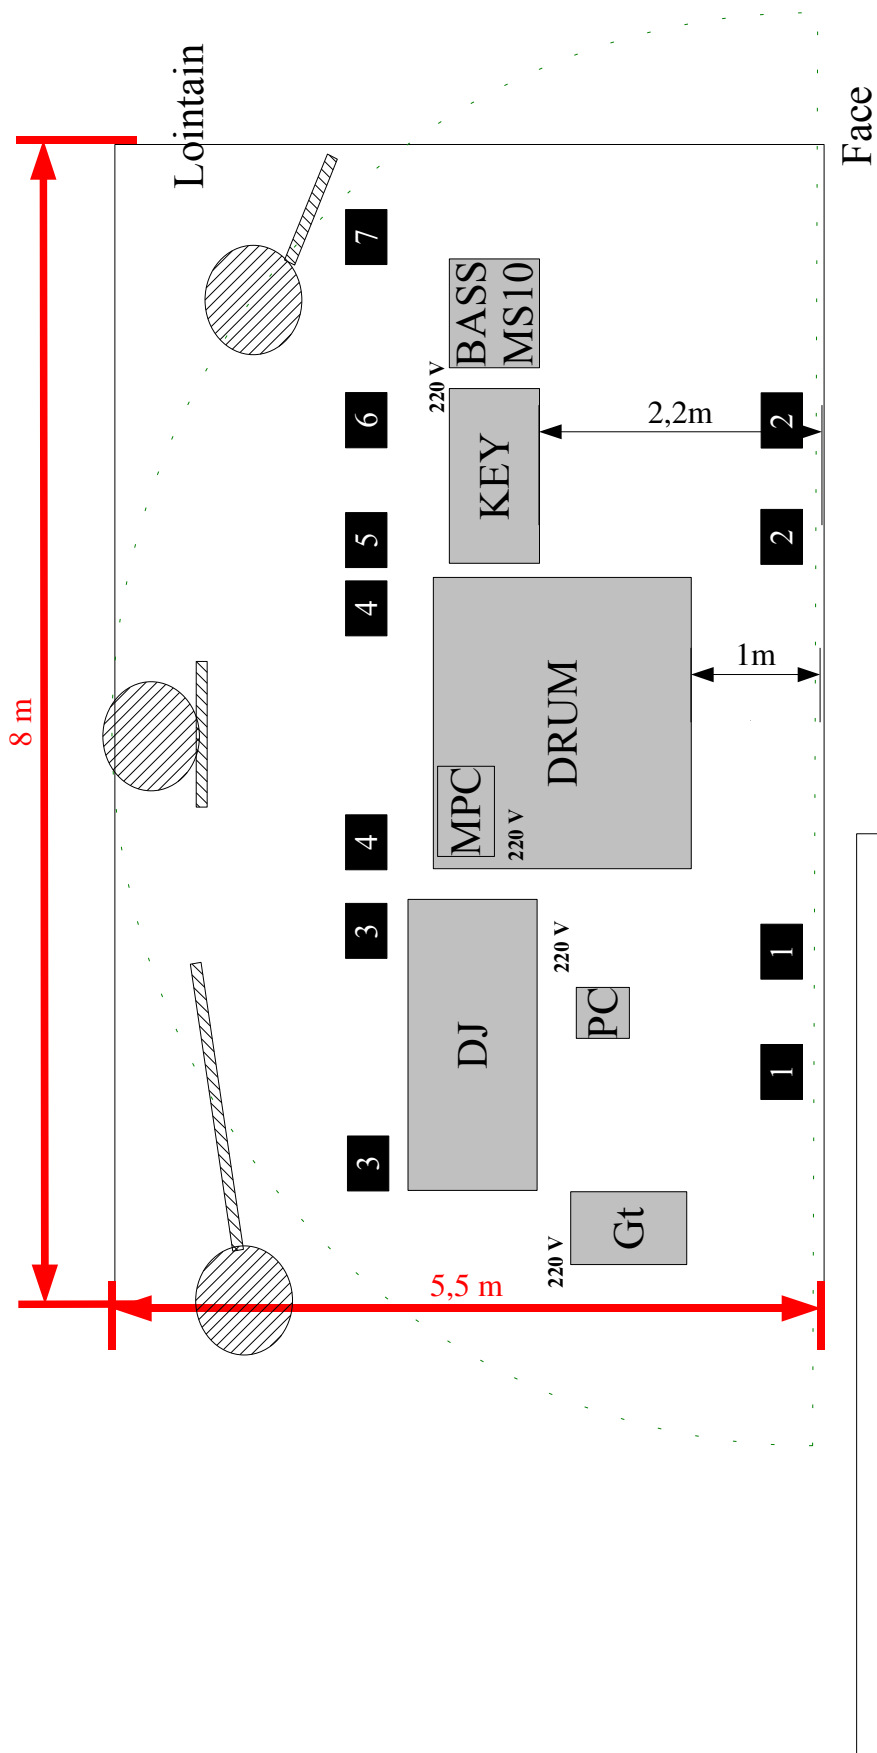 8 m
Lointain
7
6
5
4
4
3
3
BASS
MS10
220 V
KEY
MPC
220 V
DRUM
DJ
220 V
PC
220 V
Gt
5,5 m
2,2m
1m
2
2
1
1
Face